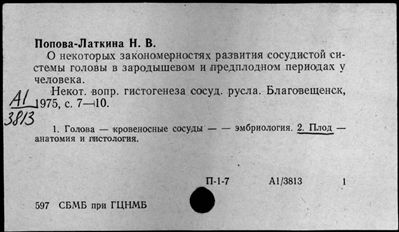 Попова-Латкина Н. В.
О некоторых закономерностях развития сосудистой си-
стемы головы в зародышевом и предплодном периодах у
человека.
Некот. вопр. гистогенеза сосуд. русла. Благовещенск,
1975, с. 7—10.
А1/3813
1. Голова — кровеносные сосуды — — эмбриология. 2. Плод —
анатомия и гистология.
П-1-7 А1/3813 1
597 СБМБ при ГЦНМБ